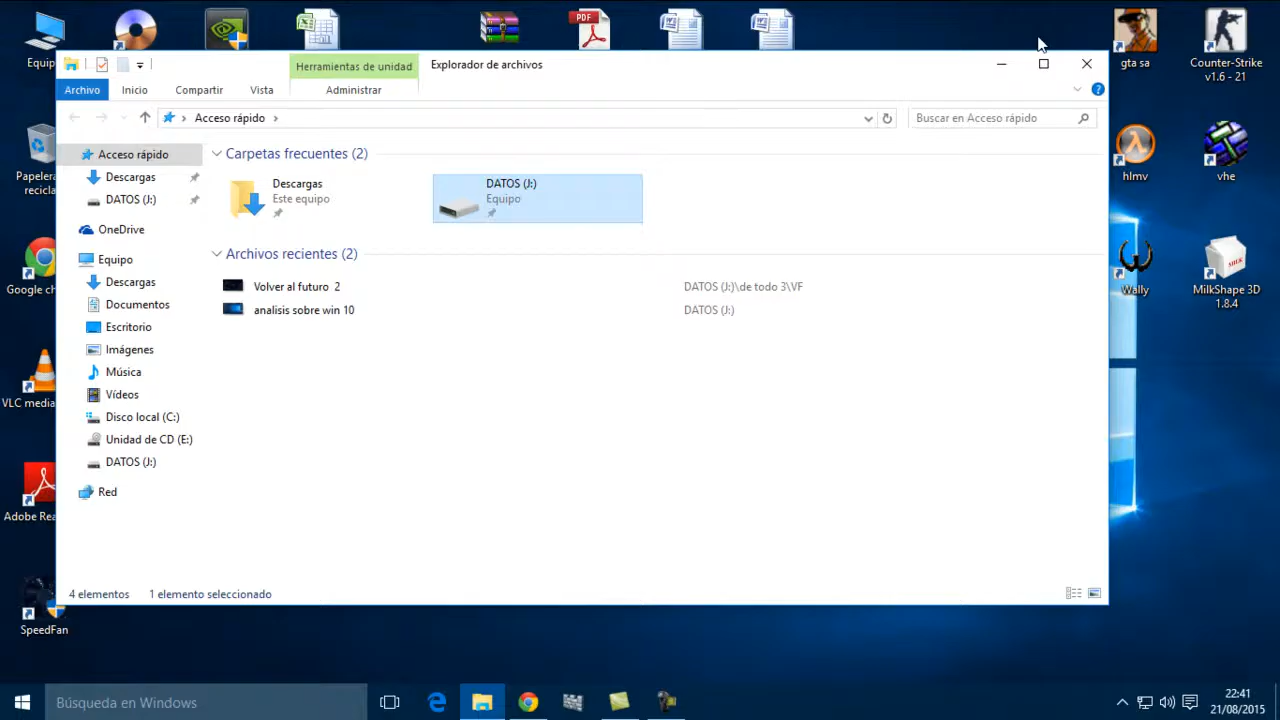 Herramientas de unidad
Explorador de archivos
Archivo
Inicio
Compartir
Vista
Administrar
Acceso rápido
Buscar en Acceso rápido
Acceso rápido
Descargas
DATOS (J:)
OneDrive
Equipo
Descargas
Documentos
Escritorio
Imágenes
Música
Vídeos
Disco local (C:)
Unidad de CD (E:)
DATOS (J:)
Red
Carpetas frecuentes (2)
Descargas
Este equipo
DATOS (J:)
Equipo
Archivos recientes (2)
Volver al futuro 2
DATOS (J:)\de todo 3\VF
analisis sobre win 10
DATOS (J:)
4 elementos
1 elemento seleccionado
Equip
Papelera
recicla
Google ch
VLC media
Adobe Rea
SpeedFan
PDF
gta sa
Counter-Strike
v1.6 - 21
hlmv
vhe
Wally
MILK
MilkShape 3D
1.8.4
Búsqueda en Windows
22:41
21/08/2015